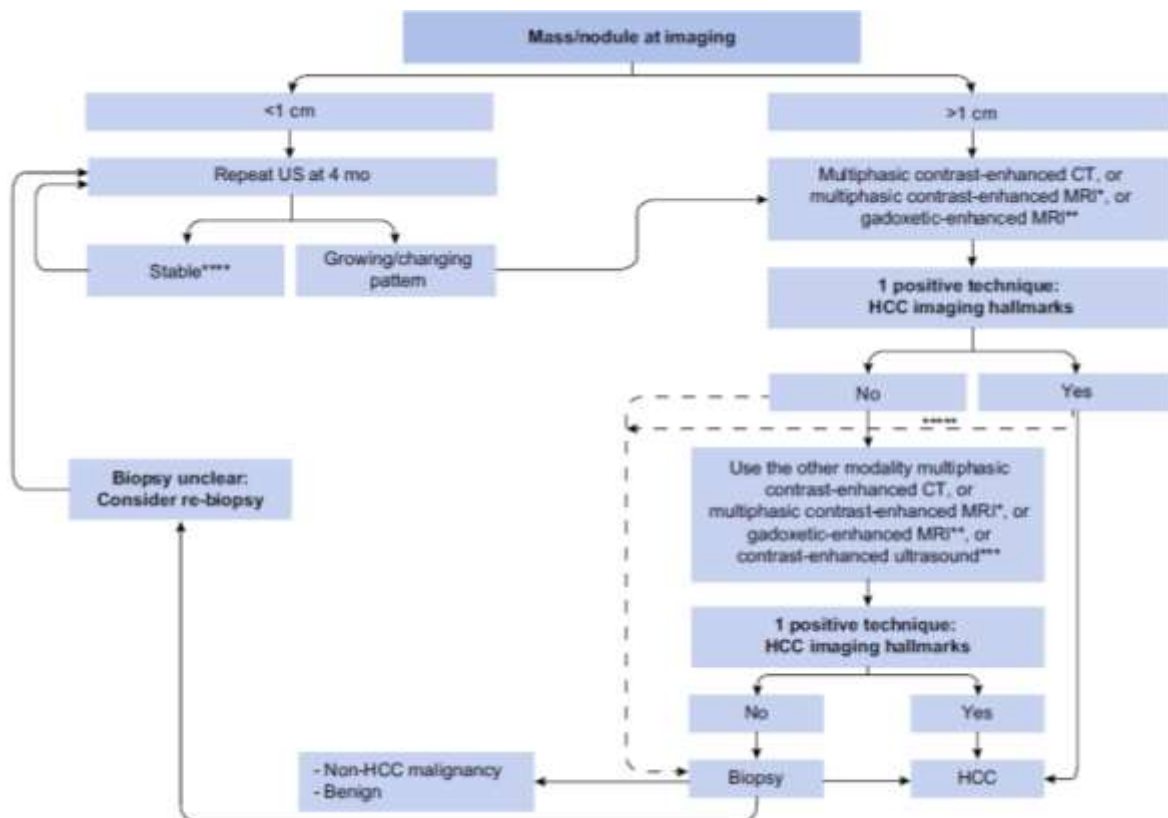 Mass/nodule at imaging
<1 cm
>1 cm
Repeat US at 4 mo
Multiphasic contrast-enhanced CT, or
multiphasic contrast-enhanced MRI*, or
gadoxetic-enhanced MRI**
Stable****
Growing/changing
pattern
1 positive technique:
HCC imaging hallmarks
No
Yes
*****
Use the other modality multiphasic
contrast-enhanced CT, or
multiphasic contrast-enhanced MRI*, or
gadoxetic-enhanced MRI**, or
contrast-enhanced ultrasound***
Biopsy unclear:
Consider re-biopsy
1 positive technique:
HCC imaging hallmarks
No
Yes
- Non-HCC malignancy
- Benign
Biopsy
HCC